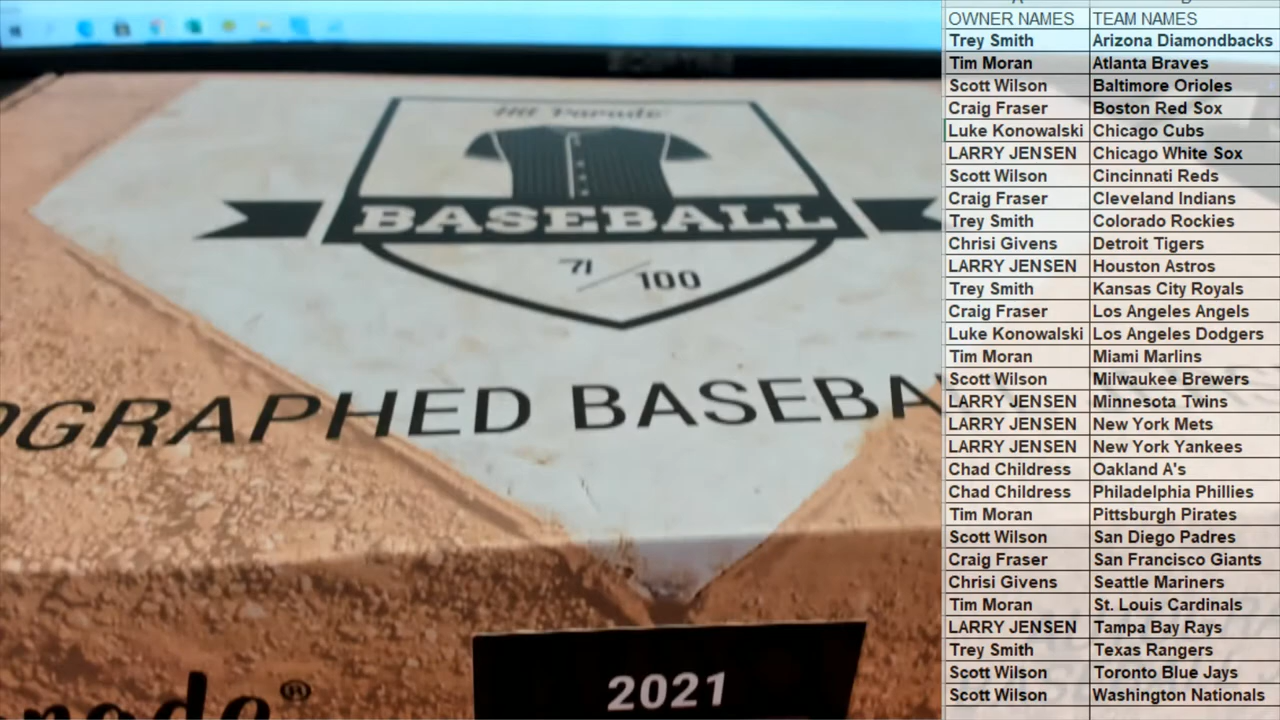 Hit Parade
BASEBALL
71/100
OGRAPHED BASEBA
rade®
2021
OWNER NAMES TEAM NAMES
Trey Smith Arizona Diamondbacks
Tim Moran Atlanta Braves
Scott Wilson Baltimore Orioles
Craig Fraser Boston Red Sox
Luke Konowalski Chicago Cubs
LARRY JENSEN Chicago White Sox
Scott Wilson Cincinnati Reds
Craig Fraser Cleveland Indians
Trey Smith Colorado Rockies
Chrisi Givens Detroit Tigers
LARRY JENSEN Houston Astros
Trey Smith Kansas City Royals
Craig Fraser Los Angeles Angels
Luke Konowalski Los Angeles Dodgers
Tim Moran Miami Marlins
Scott Wilson Milwaukee Brewers
LARRY JENSEN Minnesota Twins
LARRY JENSEN New York Mets
LARRY JENSEN New York Yankees
Chad Childress Oakland A's
Chad Childress Philadelphia Phillies
Tim Moran Pittsburgh Pirates
Scott Wilson San Diego Padres
Craig Fraser San Francisco Giants
Chrisi Givens Seattle Mariners
Tim Moran St. Louis Cardinals
LARRY JENSEN Tampa Bay Rays
Trey Smith Texas Rangers
Scott Wilson Toronto Blue Jays
Scott Wilson Washington Nationals